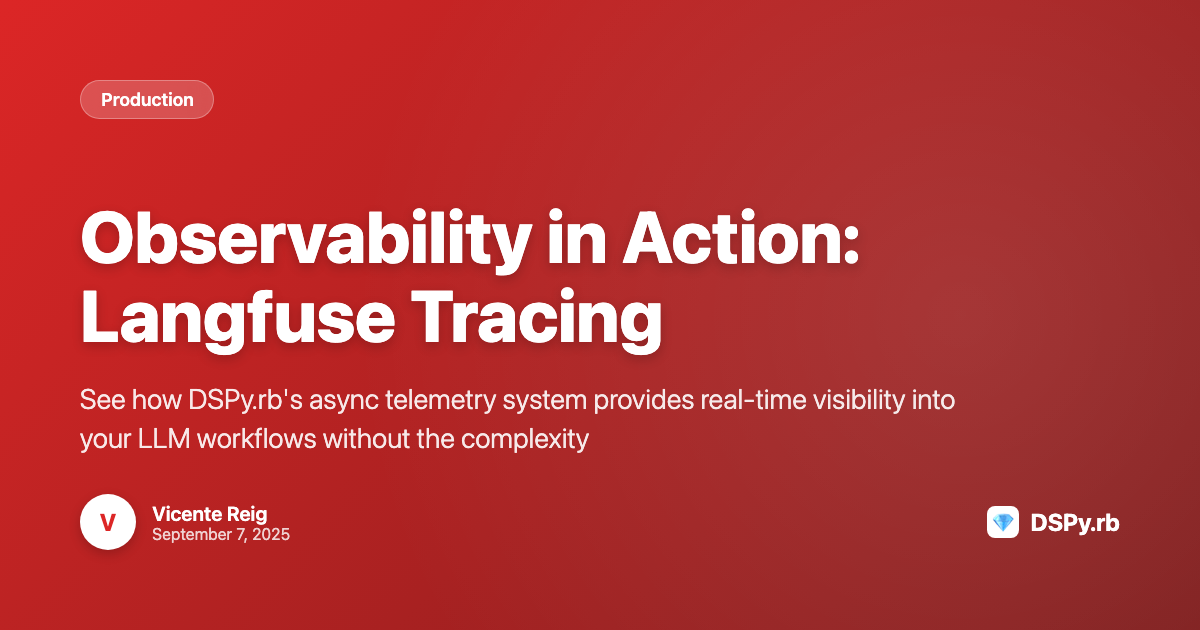 Production
Observability in Action:
Langfuse Tracing
See how DSPy.rb's async telemetry system provides real-time visibility into
your LLM workflows without the complexity
V
Vicente Reig
September 7, 2025
DSPy.rb